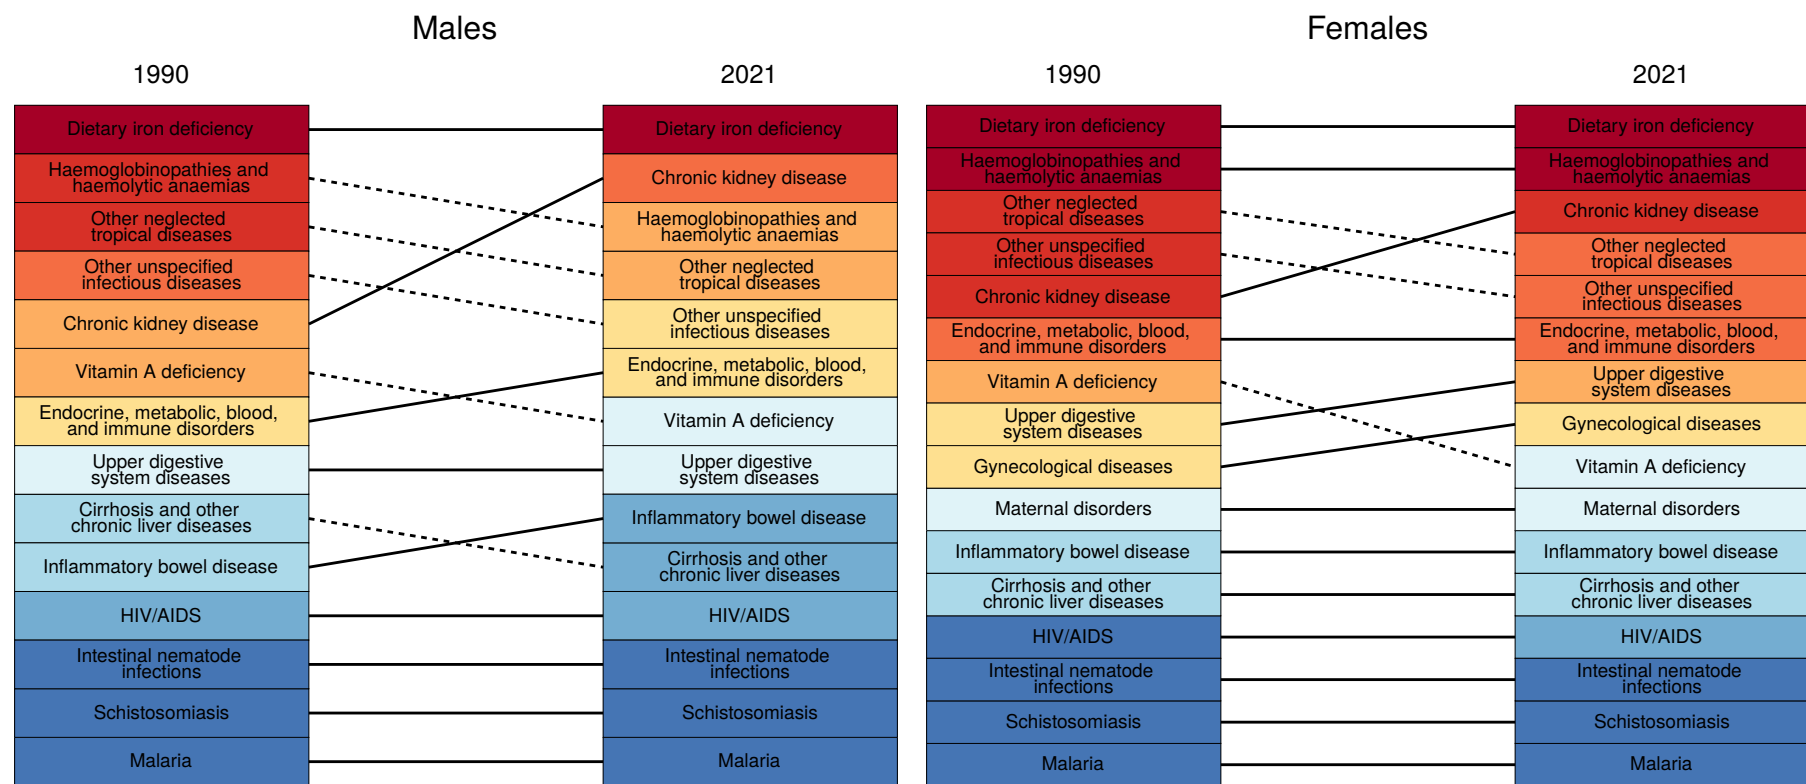 Males
1990
2021
Dietary iron deficiency
Haemoglobinopathies and
haemolytic anaemias
Other neglected
tropical diseases
Other unspecified
infectious diseases
Chronic kidney disease
Vitamin A deficiency
Endocrine, metabolic, blood,
and immune disorders
Upper digestive
system diseases
Cirrhosis and other
chronic liver diseases
Inflammatory bowel disease
HIV/AIDS
Intestinal nematode
infections
Schistosomiasis
Malaria
Dietary iron deficiency
Chronic kidney disease
Haemoglobinopathies and
haemolytic anaemias
Other neglected
tropical diseases
Other unspecified
infectious diseases
Endocrine, metabolic, blood,
and immune disorders
Vitamin A deficiency
Upper digestive
system diseases
Inflammatory bowel disease
Cirrhosis and other
chronic liver diseases
HIV/AIDS
Intestinal nematode
infections
Schistosomiasis
Malaria
Females
1990
2021
Dietary iron deficiency
Haemoglobinopathies and
haemolytic anaemias
Other neglected
tropical diseases
Other unspecified
infectious diseases
Chronic kidney disease
Endocrine, metabolic, blood,
and immune disorders
Vitamin A deficiency
Upper digestive
system diseases
Gynecological diseases
Maternal disorders
Inflammatory bowel disease
Cirrhosis and other
chronic liver diseases
HIV/AIDS
Intestinal nematode
infections
Schistosomiasis
Malaria
Dietary iron deficiency
Haemoglobinopathies and
haemolytic anaemias
Chronic kidney disease
Other neglected
tropical diseases
Other unspecified
infectious diseases
Endocrine, metabolic, blood,
and immune disorders
Upper digestive
system diseases
Gynecological diseases
Vitamin A deficiency
Maternal disorders
Inflammatory bowel disease
Cirrhosis and other
chronic liver diseases
HIV/AIDS
Intestinal nematode
infections
Schistosomiasis
Malaria